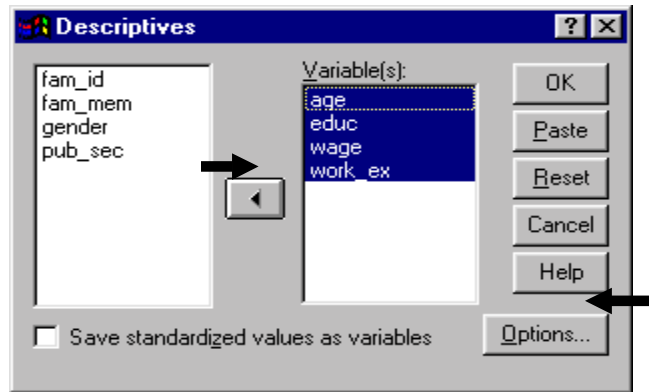 Descriptives
fam_id
fam_mem
gender
pub_sec
Variable(s):
age
educ
wage
work_ex
OK
Paste
Reset
Cancel
Help
Save standardized values as variables
Options...